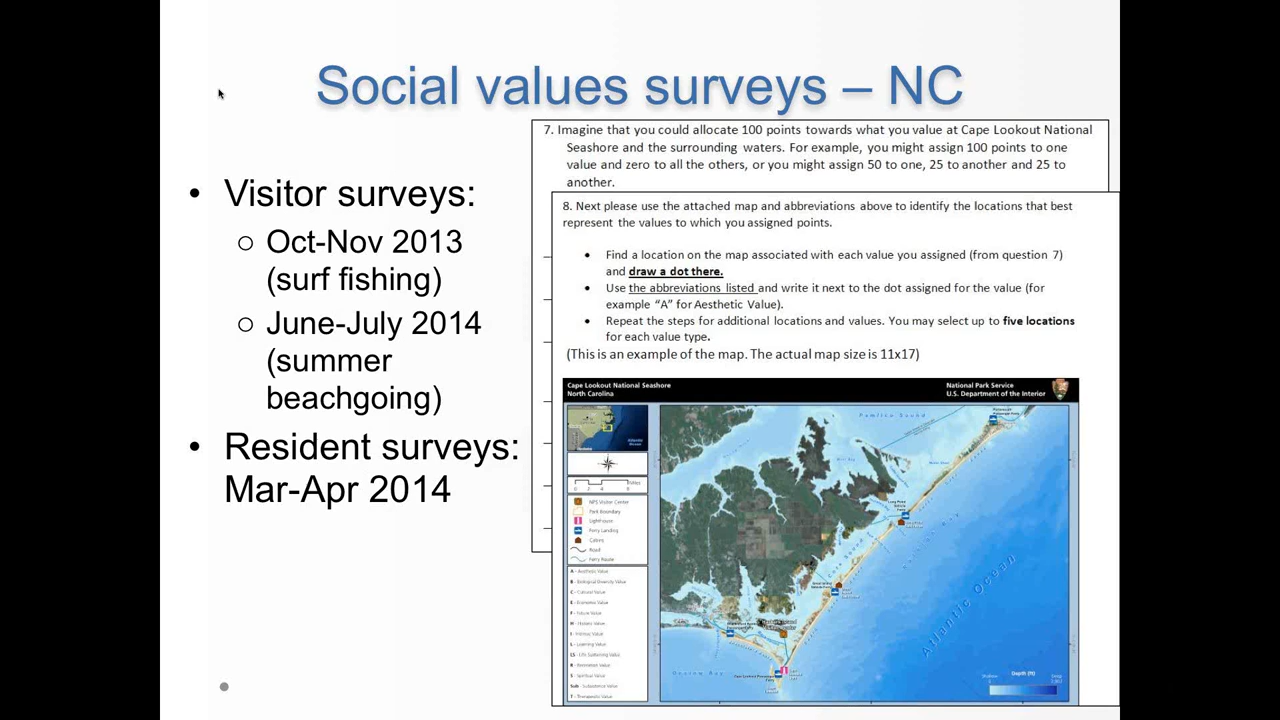 Social values surveys – NC
• Visitor surveys:
○ Oct-Nov 2013
(surf fishing)
○ June-July 2014
(summer
beachgoing)
• Resident surveys:
Mar-Apr 2014
7. Imagine that you could allocate 100 points towards what you value at Cape Lookout National
Seashore and the surrounding waters. For example, you might assign 100 points to one
value and zero to all the others, or you might assign 50 to one, 25 to another and 25 to
another.
8. Next please use the attached map and abbreviations above to identify the locations that best
represent the values to which you assigned points.
• Find a location on the map associated with each value you assigned (from question 7)
and draw a dot there.
• Use the abbreviations listed and write it next to the dot assigned for the value (for
example “A” for Aesthetic Value).
• Repeat the steps for additional locations and values. You may select up to five locations
for each value type.
(This is an example of the map. The actual map size is 11x17)
Cape Lookout National Seashore
North Carolina
National Park Service
U.S. Department of the Interior
Miles
NPS Visitor Center
Park Boundary
Lighthouse
Ferry Landing
Cabins
Road
Ferry Route
A - Aesthetic Value
B - Biological Diversity Value
C - Cultural Value
E - Economic Value
F - Future Value
H - Historic Value
I - Intrinsic Value
L - Learning Value
LS - Life Sustaining Value
R - Recreation Value
S - Spiritual Value
Sub - Subsistence Value
T - Therapeutic Value
Pamlico Sound
Atlantic Ocean
Onslow Bay
Depth (ft)